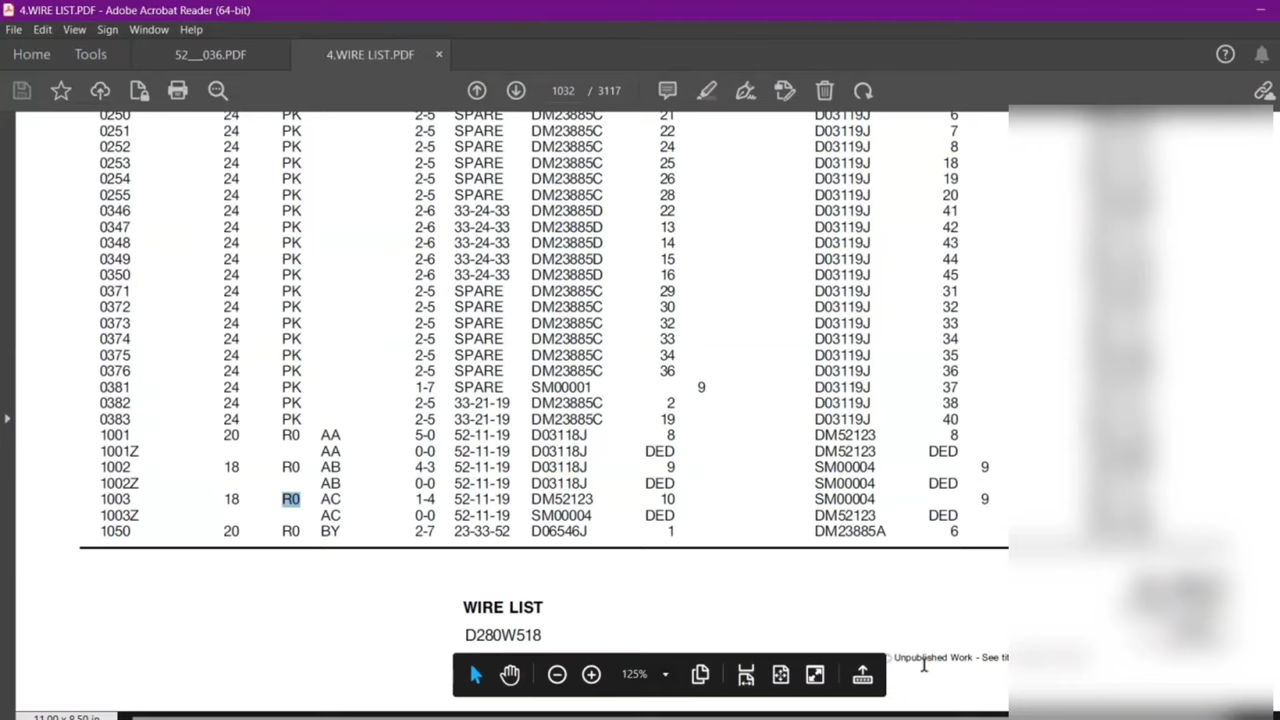 4.WIRE LIST.PDF - Adobe Acrobat Reader (64-bit)
File Edit View Sign Window Help
Home Tools 52__036.PDF 4.WIRE LIST.PDF ×
1032 / 3117
0250 24 PK 2-5 SPARE DM23885C 21 D03119J 6
0251 24 PK 2-5 SPARE DM23885C 22 D03119J 7
0252 24 PK 2-5 SPARE DM23885C 24 D03119J 8
0253 24 PK 2-5 SPARE DM23885C 25 D03119J 18
0254 24 PK 2-5 SPARE DM23885C 26 D03119J 19
0255 24 PK 2-5 SPARE DM23885C 28 D03119J 20
0346 24 PK 2-6 33-24-33 DM23885D 22 D03119J 41
0347 24 PK 2-6 33-24-33 DM23885D 13 D03119J 42
0348 24 PK 2-6 33-24-33 DM23885D 14 D03119J 43
0349 24 PK 2-6 33-24-33 DM23885D 15 D03119J 44
0350 24 PK 2-6 33-24-33 DM23885D 16 D03119J 45
0371 24 PK 2-5 SPARE DM23885C 29 D03119J 31
0372 24 PK 2-5 SPARE DM23885C 30 D03119J 32
0373 24 PK 2-5 SPARE DM23885C 32 D03119J 33
0374 24 PK 2-5 SPARE DM23885C 33 D03119J 34
0375 24 PK 2-5 SPARE DM23885C 34 D03119J 35
0376 24 PK 2-5 SPARE DM23885C 36 D03119J 36
0381 24 PK 1-7 SPARE SM00001 9 D03119J 37
0382 24 PK 2-5 33-21-19 DM23885C 2 D03119J 38
0383 24 PK 2-5 33-21-19 DM23885C 19 D03119J 40
1001 20 R0 AA 5-0 52-11-19 D03118J 8 DM52123 8
1001Z AA 0-0 52-11-19 D03118J DED DM52123 DED
1002 18 R0 AB 4-3 52-11-19 D03118J 9 SM00004 9
1002Z AB 0-0 52-11-19 D03118J DED SM00004 DED
1003 18 R0 AC 1-4 52-11-19 DM52123 10 SM00004 9
1003Z AC 0-0 52-11-19 SM00004 DED DM52123 DED
1050 20 R0 BY 2-7 23-33-52 D06546J 1 DM23885A 6
WIRE LIST
D280W518
Unpublished Work - See
125%
11.00 x 8.50 in